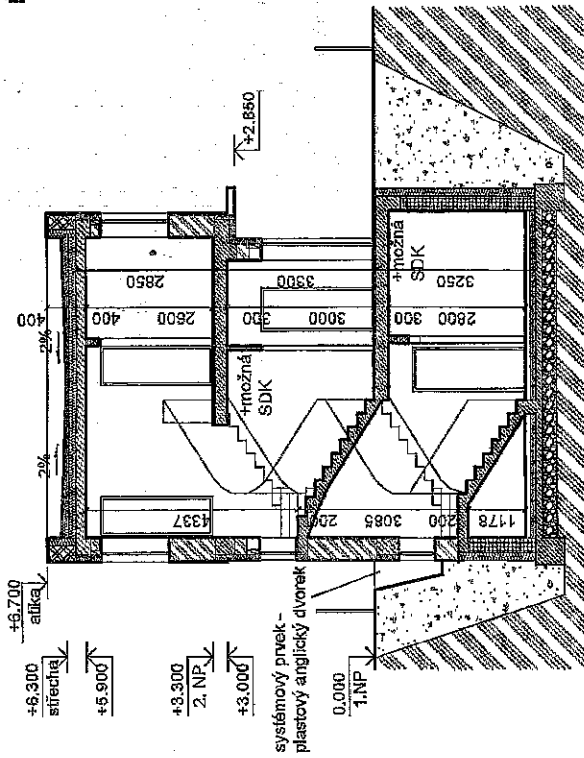 +6.700
atika
+6.300
střecha
+5.900
+3.300
2. NP
+3.000
systémový prvek -
plastový anglický dvorek
0.000
1.NP
+2.850
2%
2%
400
400
2850
2600
300
3300
3000
300
3250
2800
4337
200
3085
200
1178
+možná
SDK
+možná
SDK